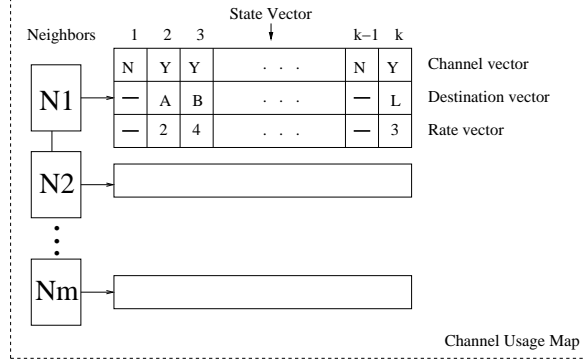 State Vector
Neighbors 1 2 3 k–1 k
N Y Y . . . N Y Channel vector
N1 — A B — L Destination vector
— 2 4 . . . — 3 Rate vector
N2
Nm
Channel Usage Map